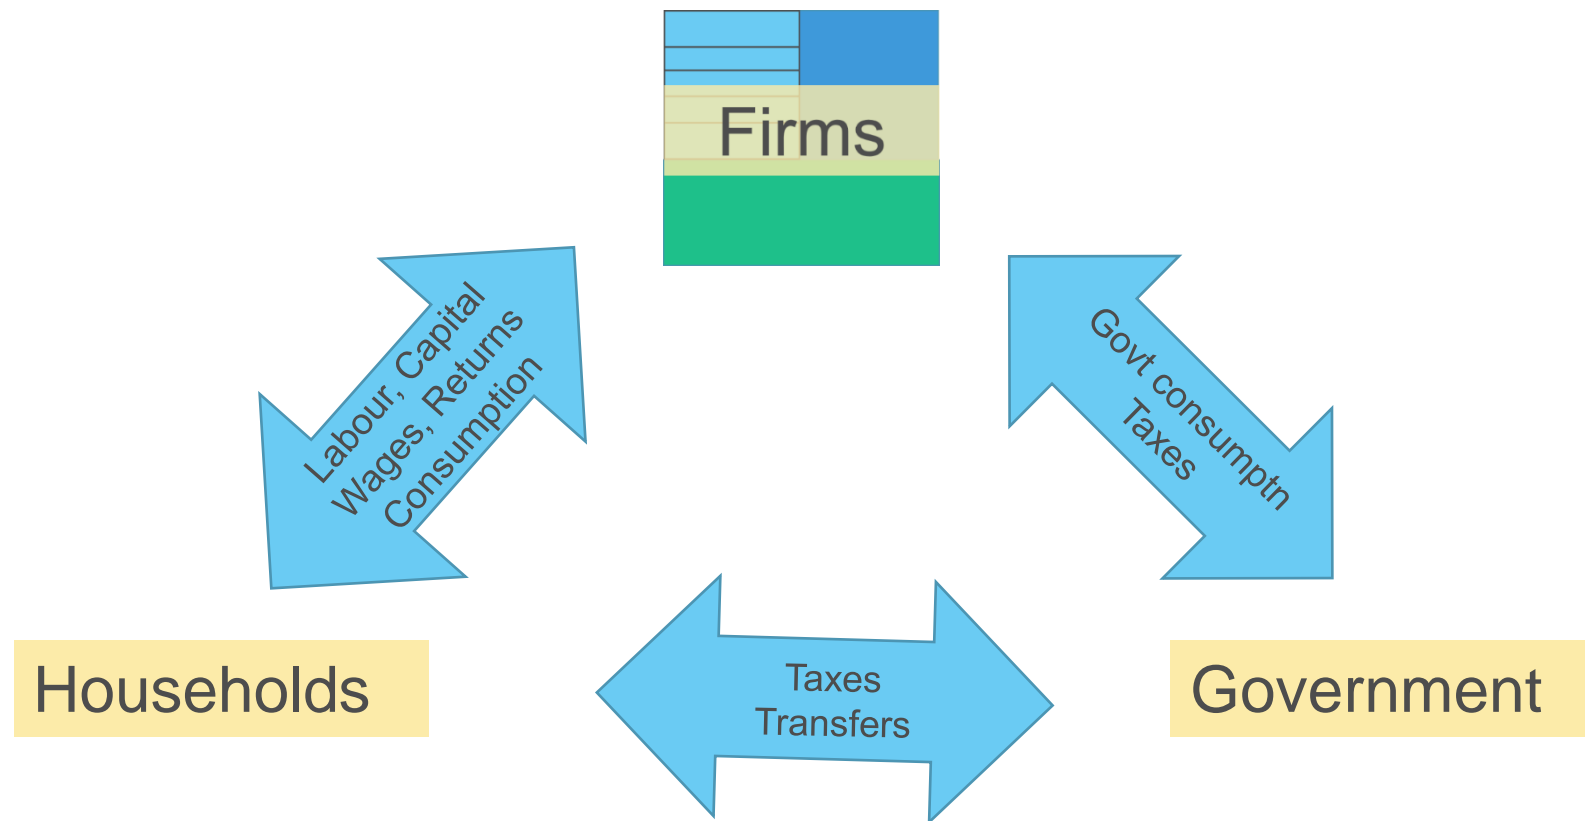 Firms
Labour, Capital
Wages, Returns
Consumption
Govt consumptn
Taxes
Households
Taxes
Transfers
Government